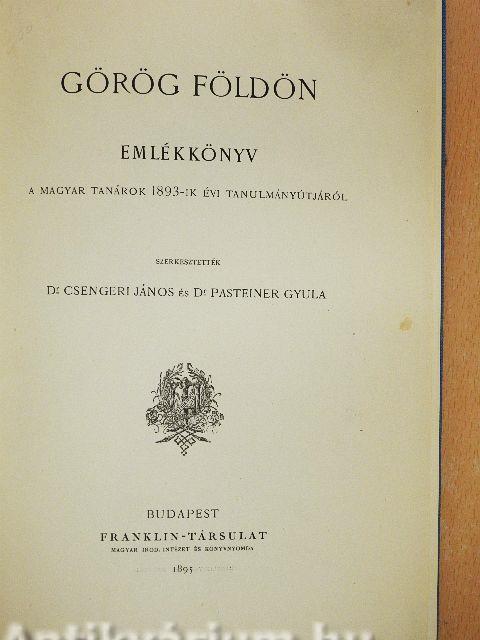 GÖRÖG FÖLDÖN
EMLÉKKÖNYV
A MAGYAR TANÁROK 1893-IK ÉVI TANULMÁNYÚTJÁRÓL
SZERKESZTETTÉK
Dr CSENGERI JÁNOS és Dr PASTEINER GYULA
BUDAPEST
FRANKLIN-TÁRSULAT
MAGYAR IROD. INTÉZET ÉS KÖNYVNYOMDA
1895
Antikvárium.hu